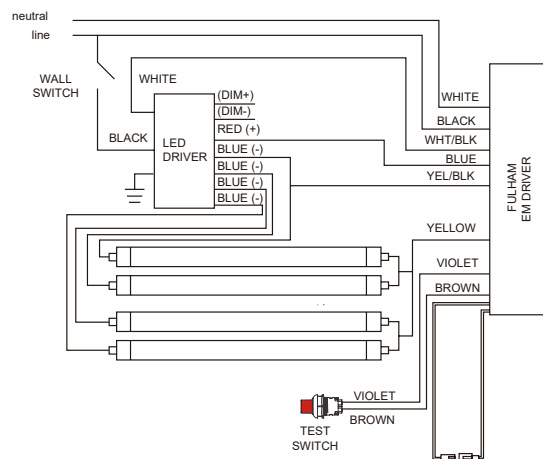 neutral
line
WALL
SWITCH
WHITE
BLACK
LED
DRIVER
(DIM+)
(DIM-)
RED (+)
BLUE (-)
BLUE (-)
BLUE (-)
BLUE (-)
WHITE
BLACK
WHT/BLK
BLUE
YEL/BLK
YELLOW
VIOLET
BROWN
FULHAM
EM DRIVER
VIOLET
BROWN
TEST
SWITCH